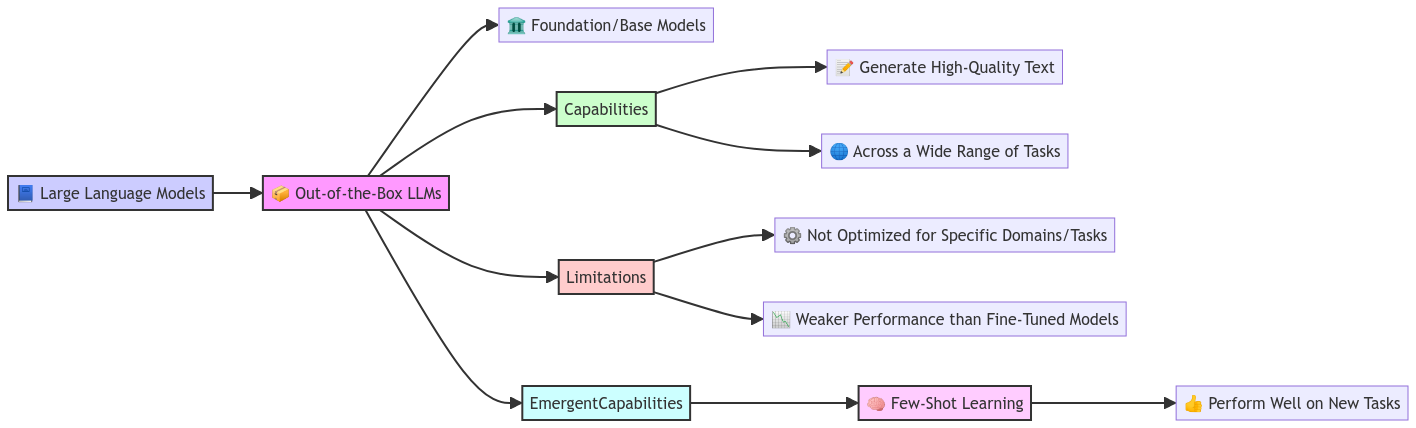 Foundation/Base Models
Generate High-Quality Text
Capabilities
Across a Wide Range of Tasks
Large Language Models
Out-of-the-Box LLMs
Not Optimized for Specific Domains/Tasks
Limitations
Weaker Performance than Fine-Tuned Models
EmergentCapabilities
Few-Shot Learning
Perform Well on New Tasks